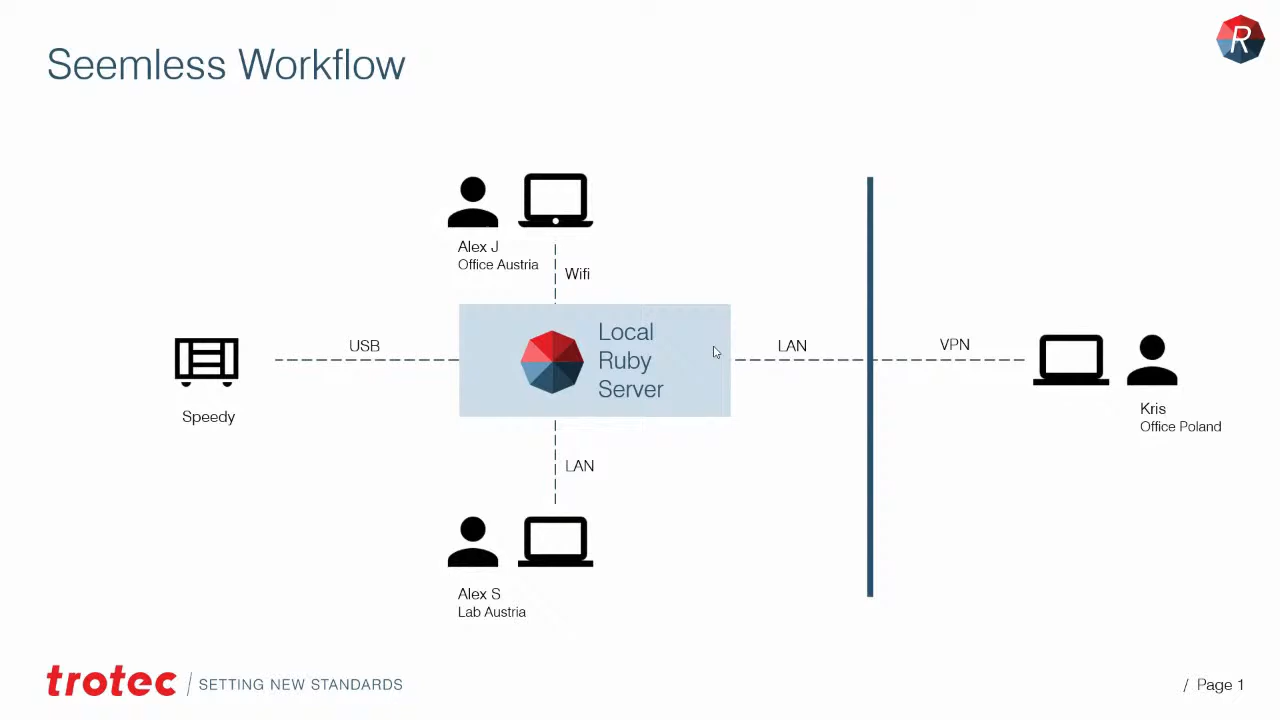 Seemless Workflow
R
Alex J
Office Austria
Wifi
Local
Ruby
Server
USB
LAN
VPN
Speedy
Kris
Office Poland
LAN
Alex S
Lab Austria
trotec / SETTING NEW STANDARDS
/ Page 1